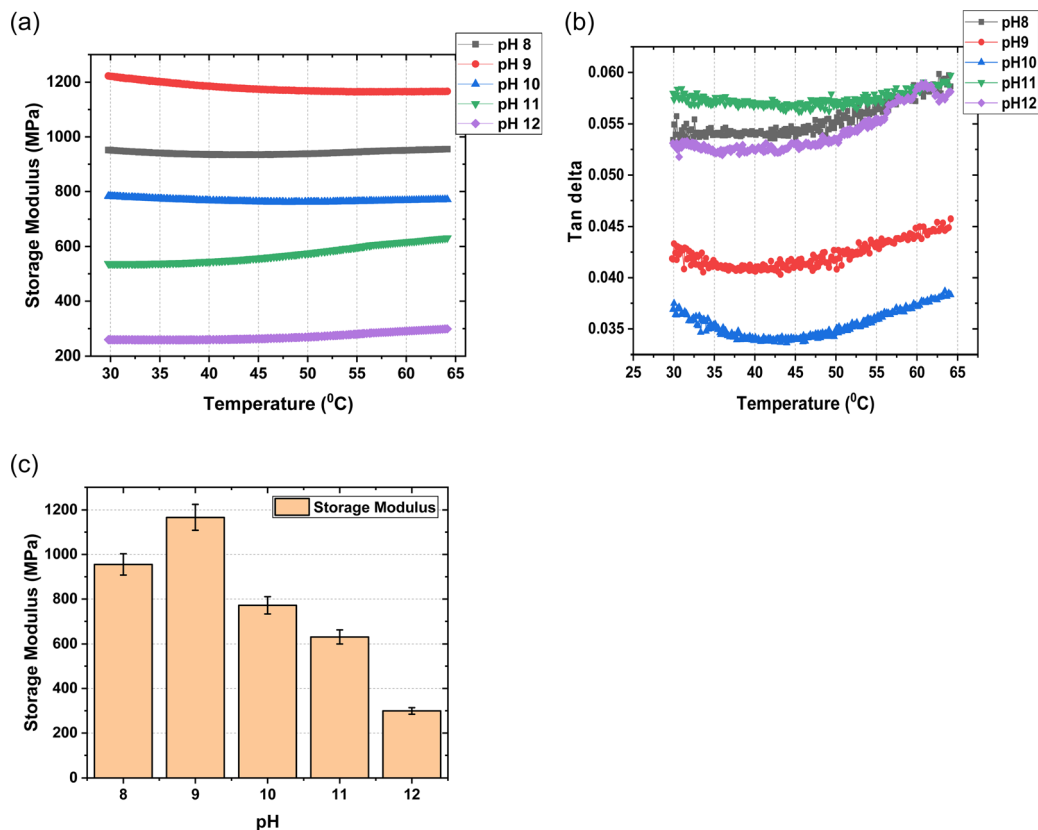 (a)
Storage Modulus (MPa)
1200
1000
800
600
400
200
30 35 40 45 50 55 60 65
Temperature (⁰C)
pH 8
pH 9
pH 10
pH 11
pH 12
(b)
Tan delta
0.060
0.055
0.050
0.045
0.040
0.035
25 30 35 40 45 50 55 60 65
Temperature (⁰C)
pH8
pH9
pH10
pH11
pH12
(c)
Storage Modulus (MPa)
1200
1000
800
600
400
200
0
8 9 10 11 12
pH
Storage Modulus